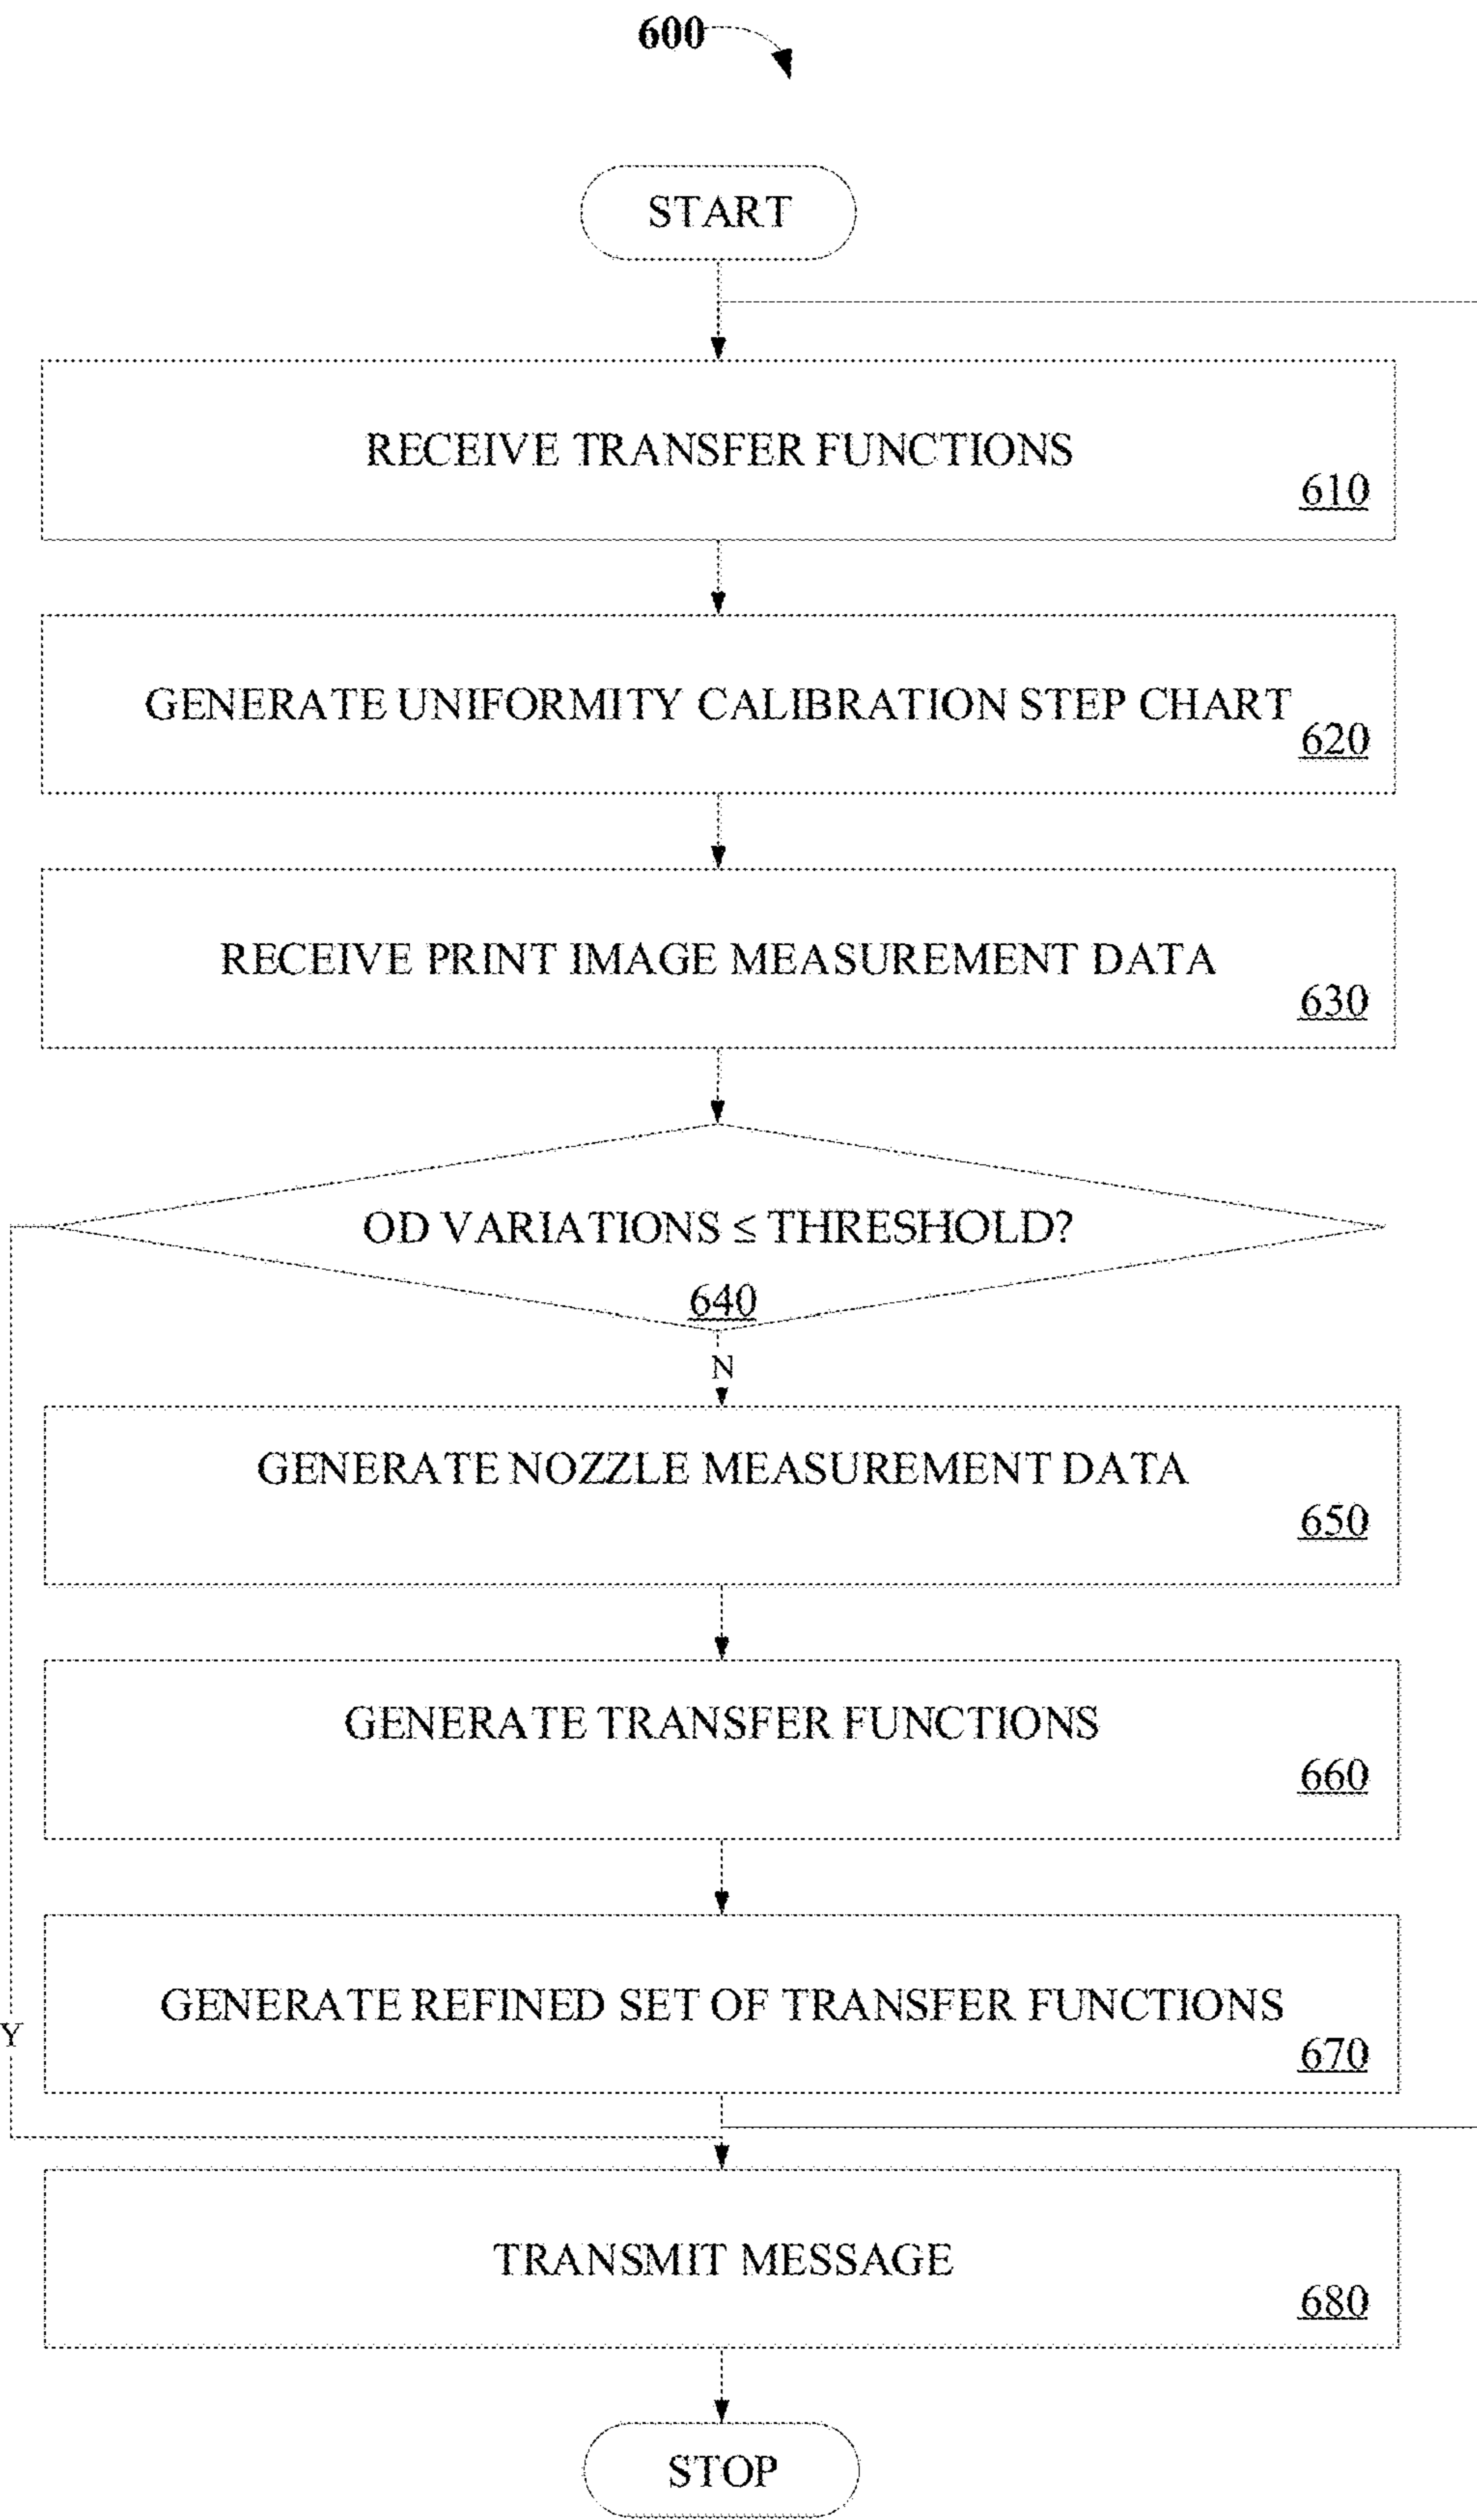 600
START
RECEIVE TRANSFER FUNCTIONS
610
GENERATE UNIFORMITY CALIBRATION STEP CHART
620
RECEIVE PRINT IMAGE MEASUREMENT DATA
630
OD VARIATIONS ≤ THRESHOLD?
640
N
GENERATE NOZZLE MEASUREMENT DATA
650
GENERATE TRANSFER FUNCTIONS
660
GENERATE REFINED SET OF TRANSFER FUNCTIONS
670
Y
TRANSMIT MESSAGE
680
STOP